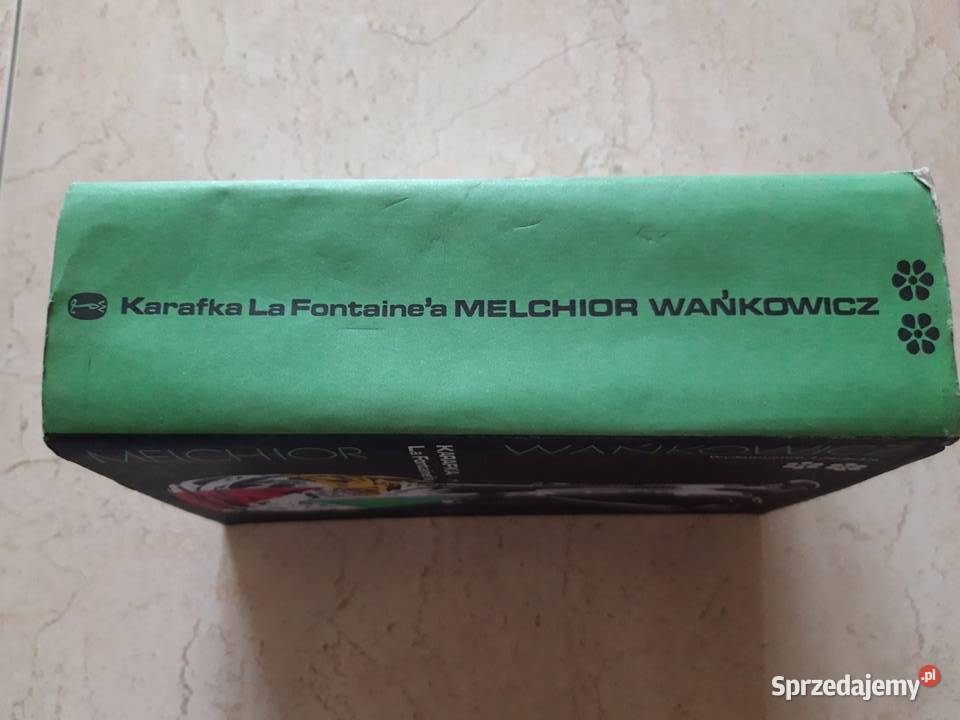 Karafka La Fontaine'a MELCHIOR WAŃKOWICZ
MELCHIOR
KARAFKA
La Fontaine'a
WAŃKOWICZ
Sprzedajemy.pl